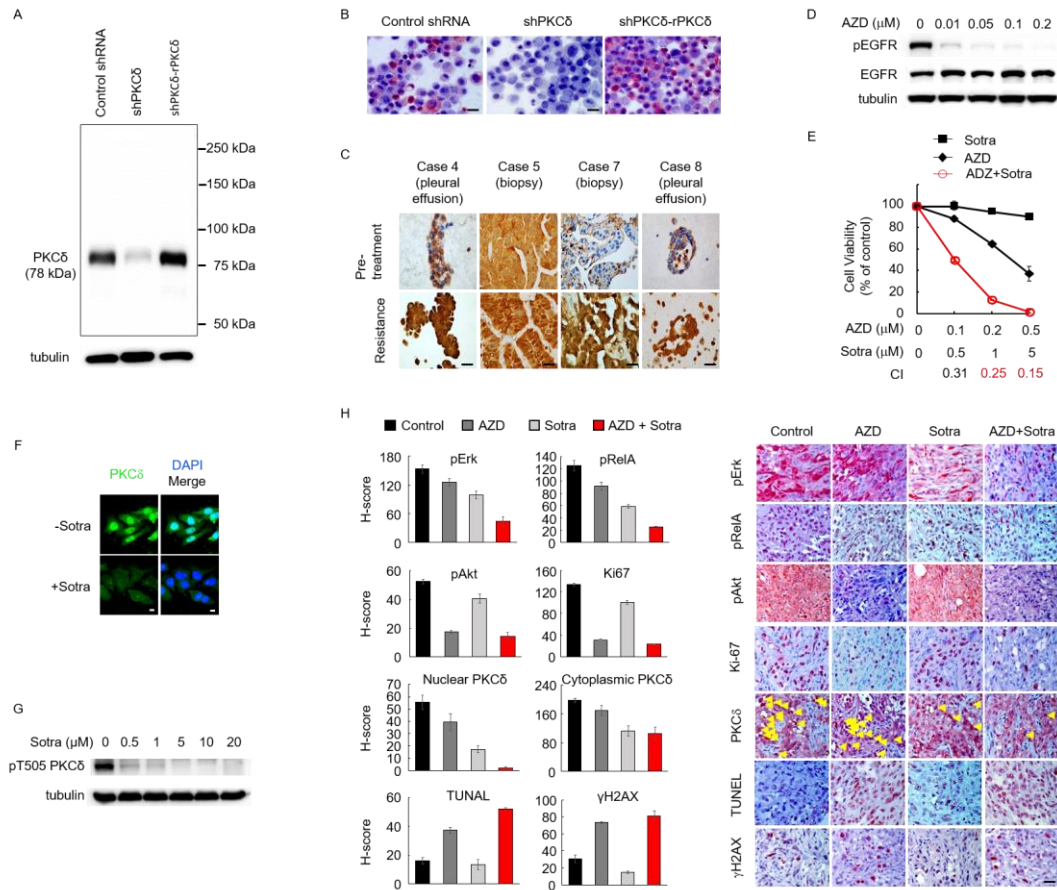 A
Control shRNA
shPKCδ
shPKCδ-rPKCδ
250 kDa
150 kDa
100 kDa
75 kDa
50 kDa
PKCδ
(78 kDa)
tubulin
B
Control shRNA shPKCδ shPKCδ-rPKCδ
C
Case 4 Case 5 Case 7 Case 8
(pleural effusion) (biopsy) (biopsy) (pleural effusion)
Pre-treatment
Resistance
D
AZD (μM) 0 0.01 0.05 0.1 0.2
pEGFR
EGFR
tubulin
E
Sotra
AZD
ADZ+Sotra
Cell Viability
(% of control)
100
80
60
40
20
0
AZD (μM) 0 0.1 0.2 0.5
Sotra (μM) 0 0.5 1 5
CI 0.31 0.25 0.15
F
PKCδ DAPI
Merge
-Sotra
+Sotra
G
Sotra (μM) 0 0.5 1 5 10 20
pT505 PKCδ
tubulin
H
Control AZD Sotra AZD + Sotra
pErk
H-score
180
120
60
0
pRelA
140
120
100
80
60
40
20
0
pAkt
H-score
60
40
20
0
Ki67
160
120
80
40
0
Nuclear PKCδ
H-score
70
60
50
40
30
20
10
0
Cytoplasmic PKCδ
240
180
120
60
0
TUNAL
H-score
60
40
20
0
γH2AX
100
80
60
40
20
0
Control AZD Sotra AZD+Sotra
pErk
pRelA
pAkt
Ki-67
PKCδ
TUNEL
γH2AX